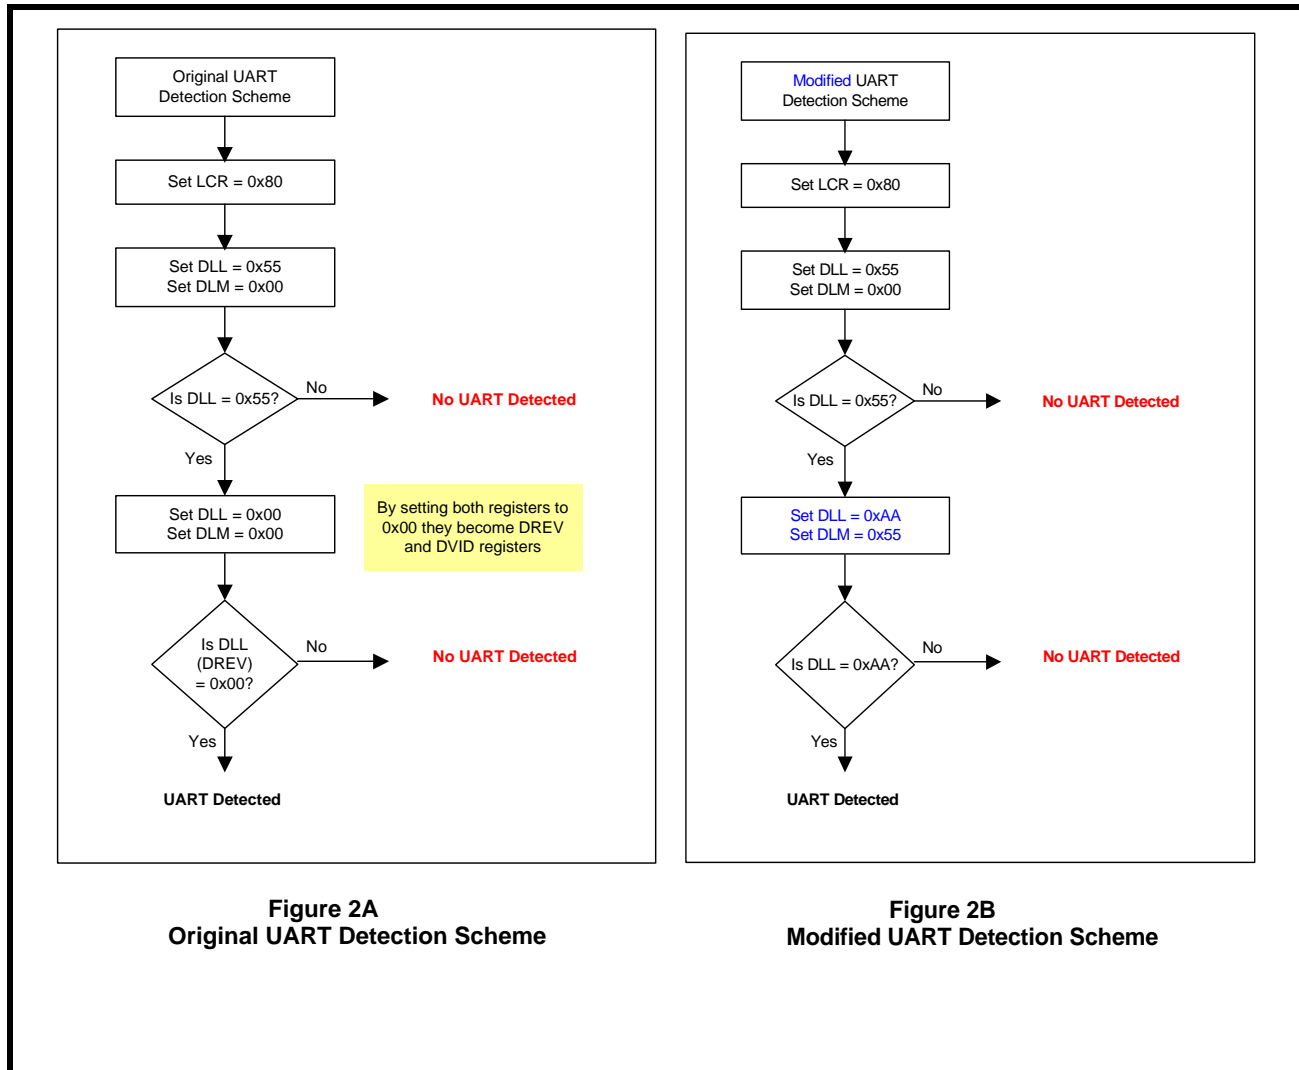 Original UART
Detection Scheme
Set LCR = 0x80
Set DLL = 0x55
Set DLM = 0x00
Is DLL = 0x55?
No
No UART Detected
Yes
Set DLL = 0x00
Set DLM = 0x00
By setting both registers to
0x00 they become DREV
and DVID registers
Is DLL
(DREV)
= 0x00?
No
No UART Detected
Yes
UART Detected
Figure 2A
Original UART Detection Scheme
Modified UART
Detection Scheme
Set LCR = 0x80
Set DLL = 0x55
Set DLM = 0x00
Is DLL = 0x55?
No
No UART Detected
Yes
Set DLL = 0xAA
Set DLM = 0x55
Is DLL = 0xAA?
No
No UART Detected
Yes
UART Detected
Figure 2B
Modified UART Detection Scheme